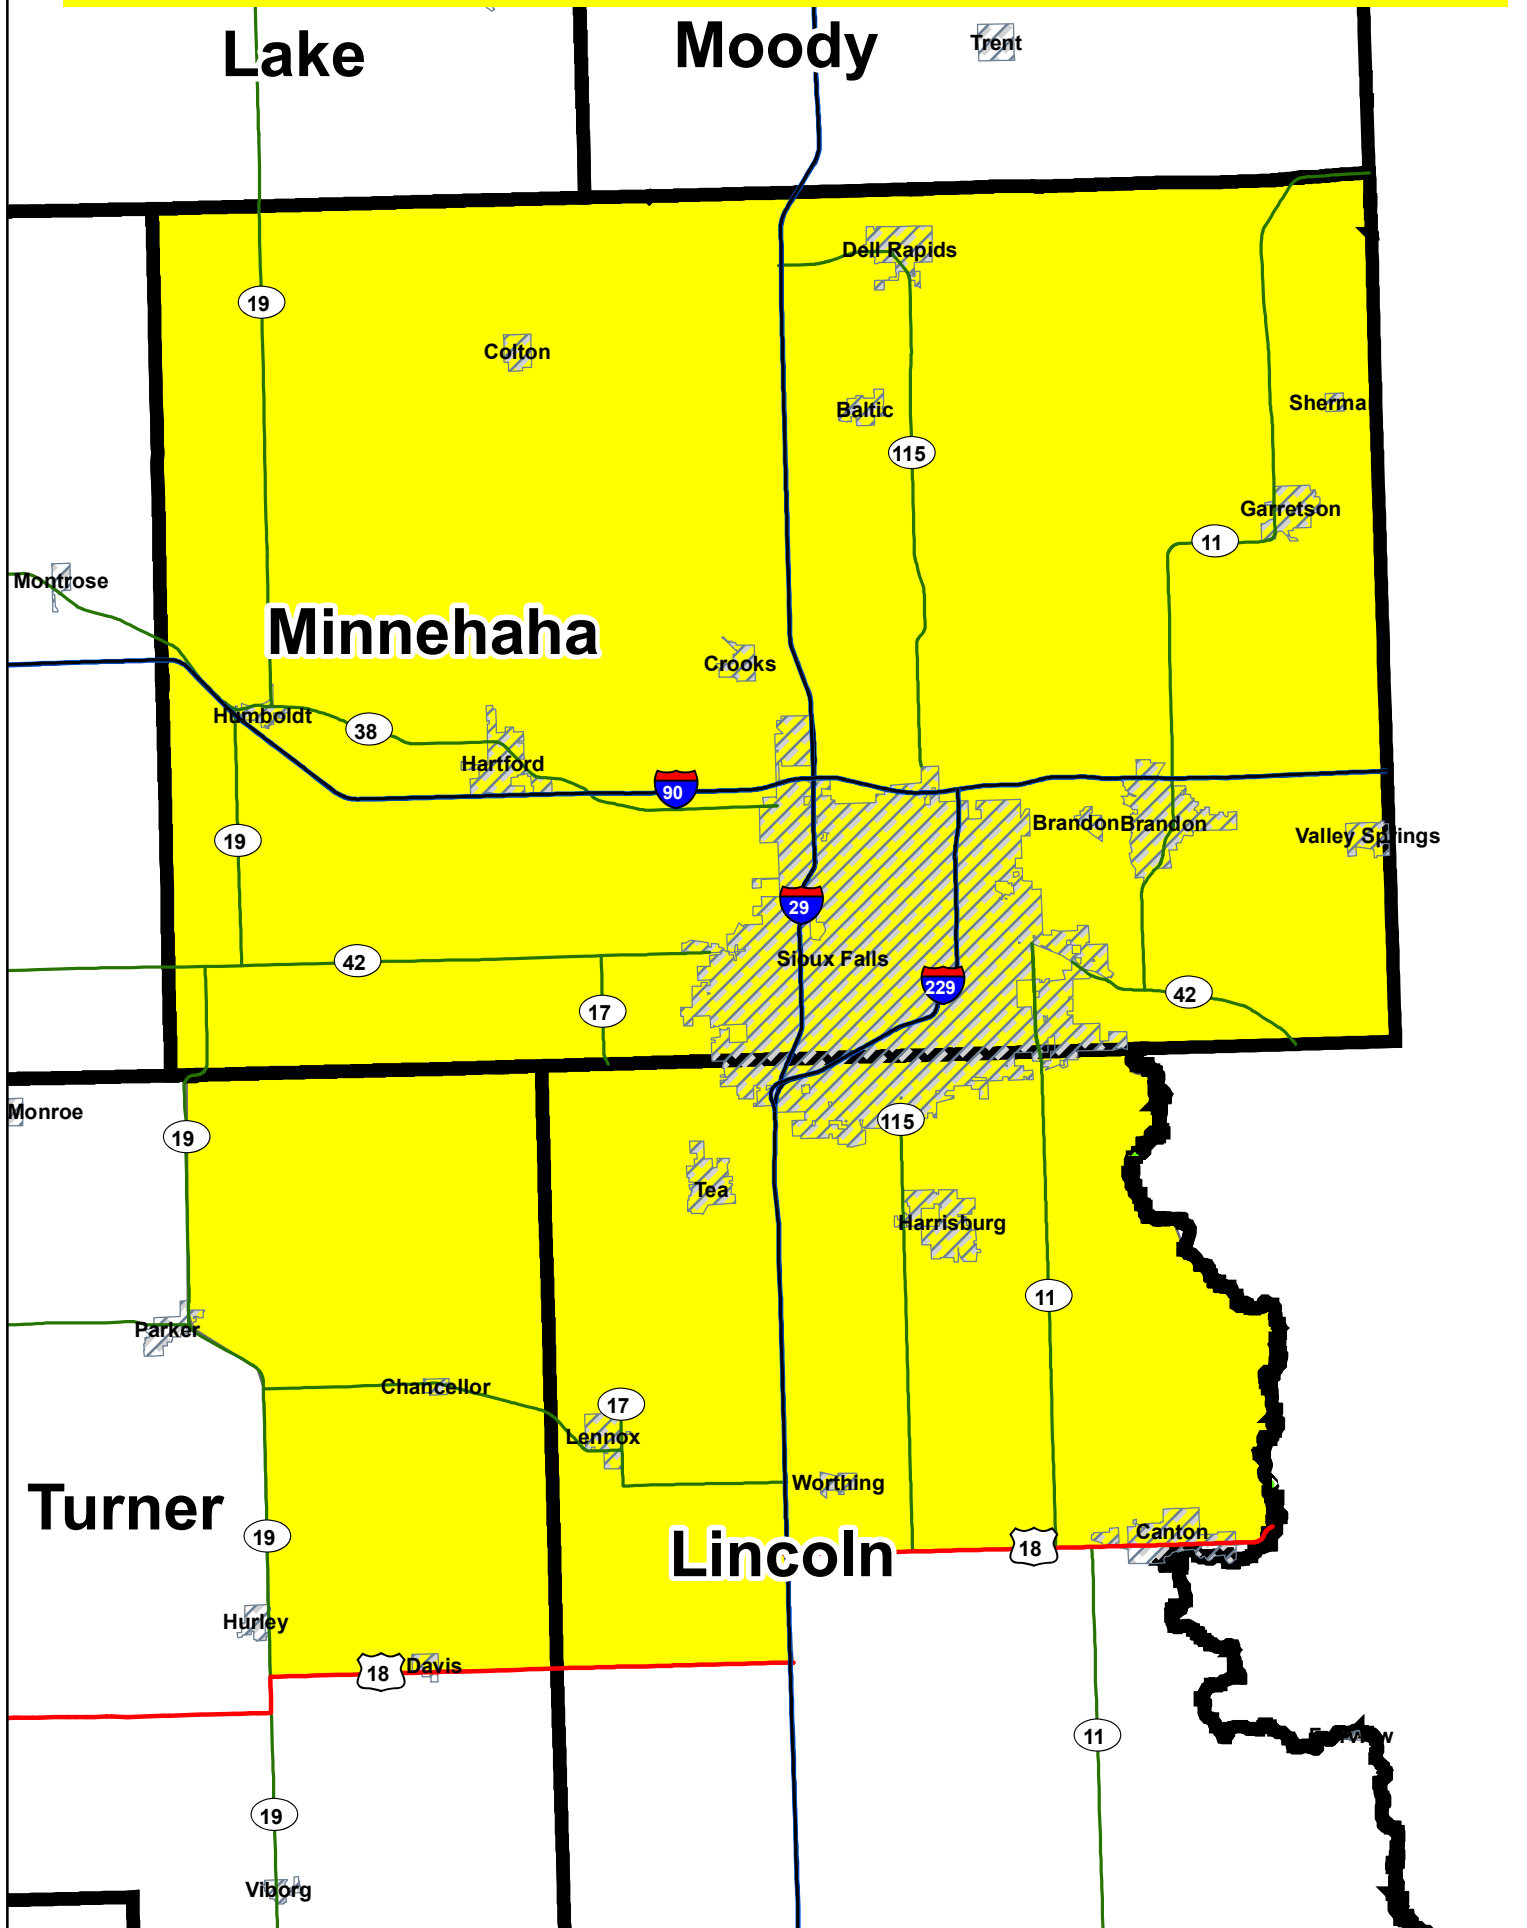 Lake
Moody
Trent
Dell Rapids
19
Colton
Sherma
Baltic
115
Garretson
11
Montrose
Minnehaha
Crooks
Humboldt
38
Hartford
90
Brandon
Brandon
Valley Springs
19
29
Sioux Falls
42
229
42
17
Monroe
115
19
Tea
Harrisburg
11
Parker
Chancellor
17
Lennox
Worthing
Turner
Canton
19
18
Lincoln
Hurley
Davis
18
11
19
Viborg